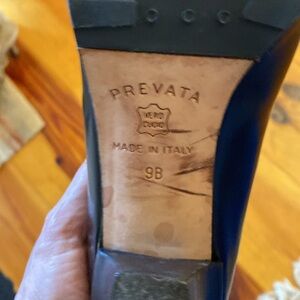 PREVATA
VERO
CUOIO
MADE IN ITALY
9B